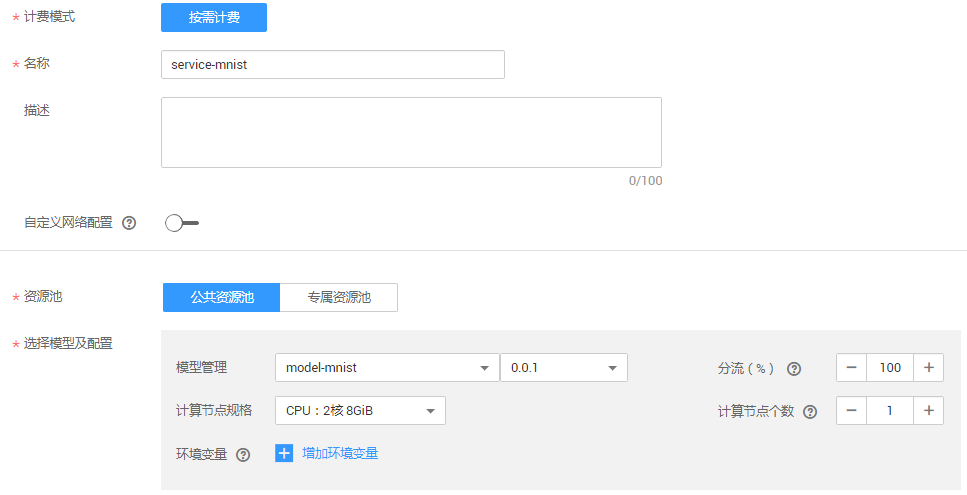 * 计费模式 按需计费
* 名称 service-mnist
描述
0/100
自定义网络配置 ?
* 资源池 公共资源池 专属资源池
* 选择模型及配置
模型管理 model-mnist 0.0.1 分流（%） ? − 100 +
计算节点规格 CPU：2核 8GiB 计算节点个数 ? − 1 +
环境变量 ? + 增加环境变量